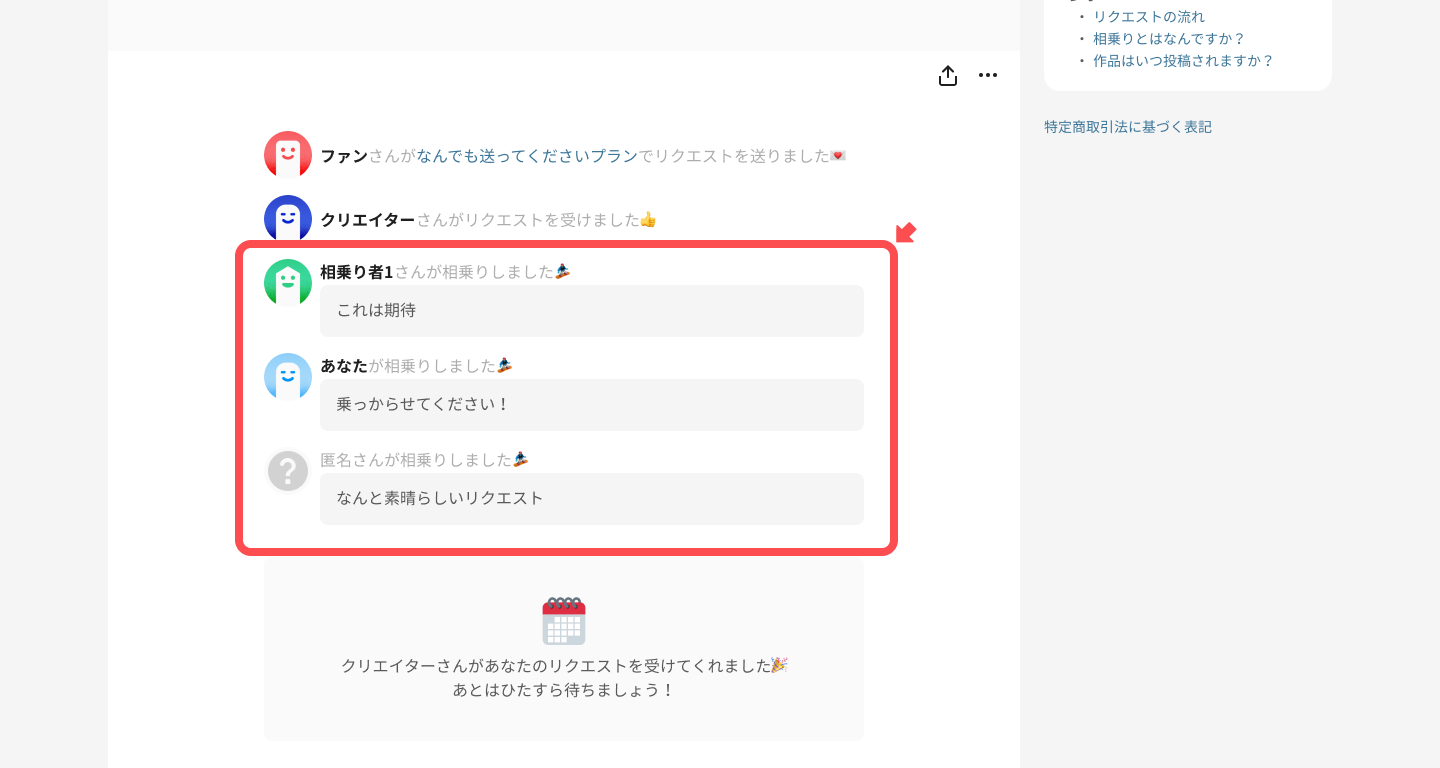 ・ リクエストの流れ
・ 相乗りとはなんですか？
・ 作品はいつ投稿されますか？
特定商取引法に基づく表記
ファンさんがなんでも送ってくださいプランでリクエストを送りました💌
クリエイターさんがリクエストを受けました👍
相乗り者1さんが相乗りしました🏂
これは期待
あなたが相乗りしました🏂
乗っからせてください！
匿名さんが相乗りしました🏂
なんと素晴らしいリクエスト
クリエイターさんがあなたのリクエストを受けてくれました🎉
あとはひたすら待ちましょう！